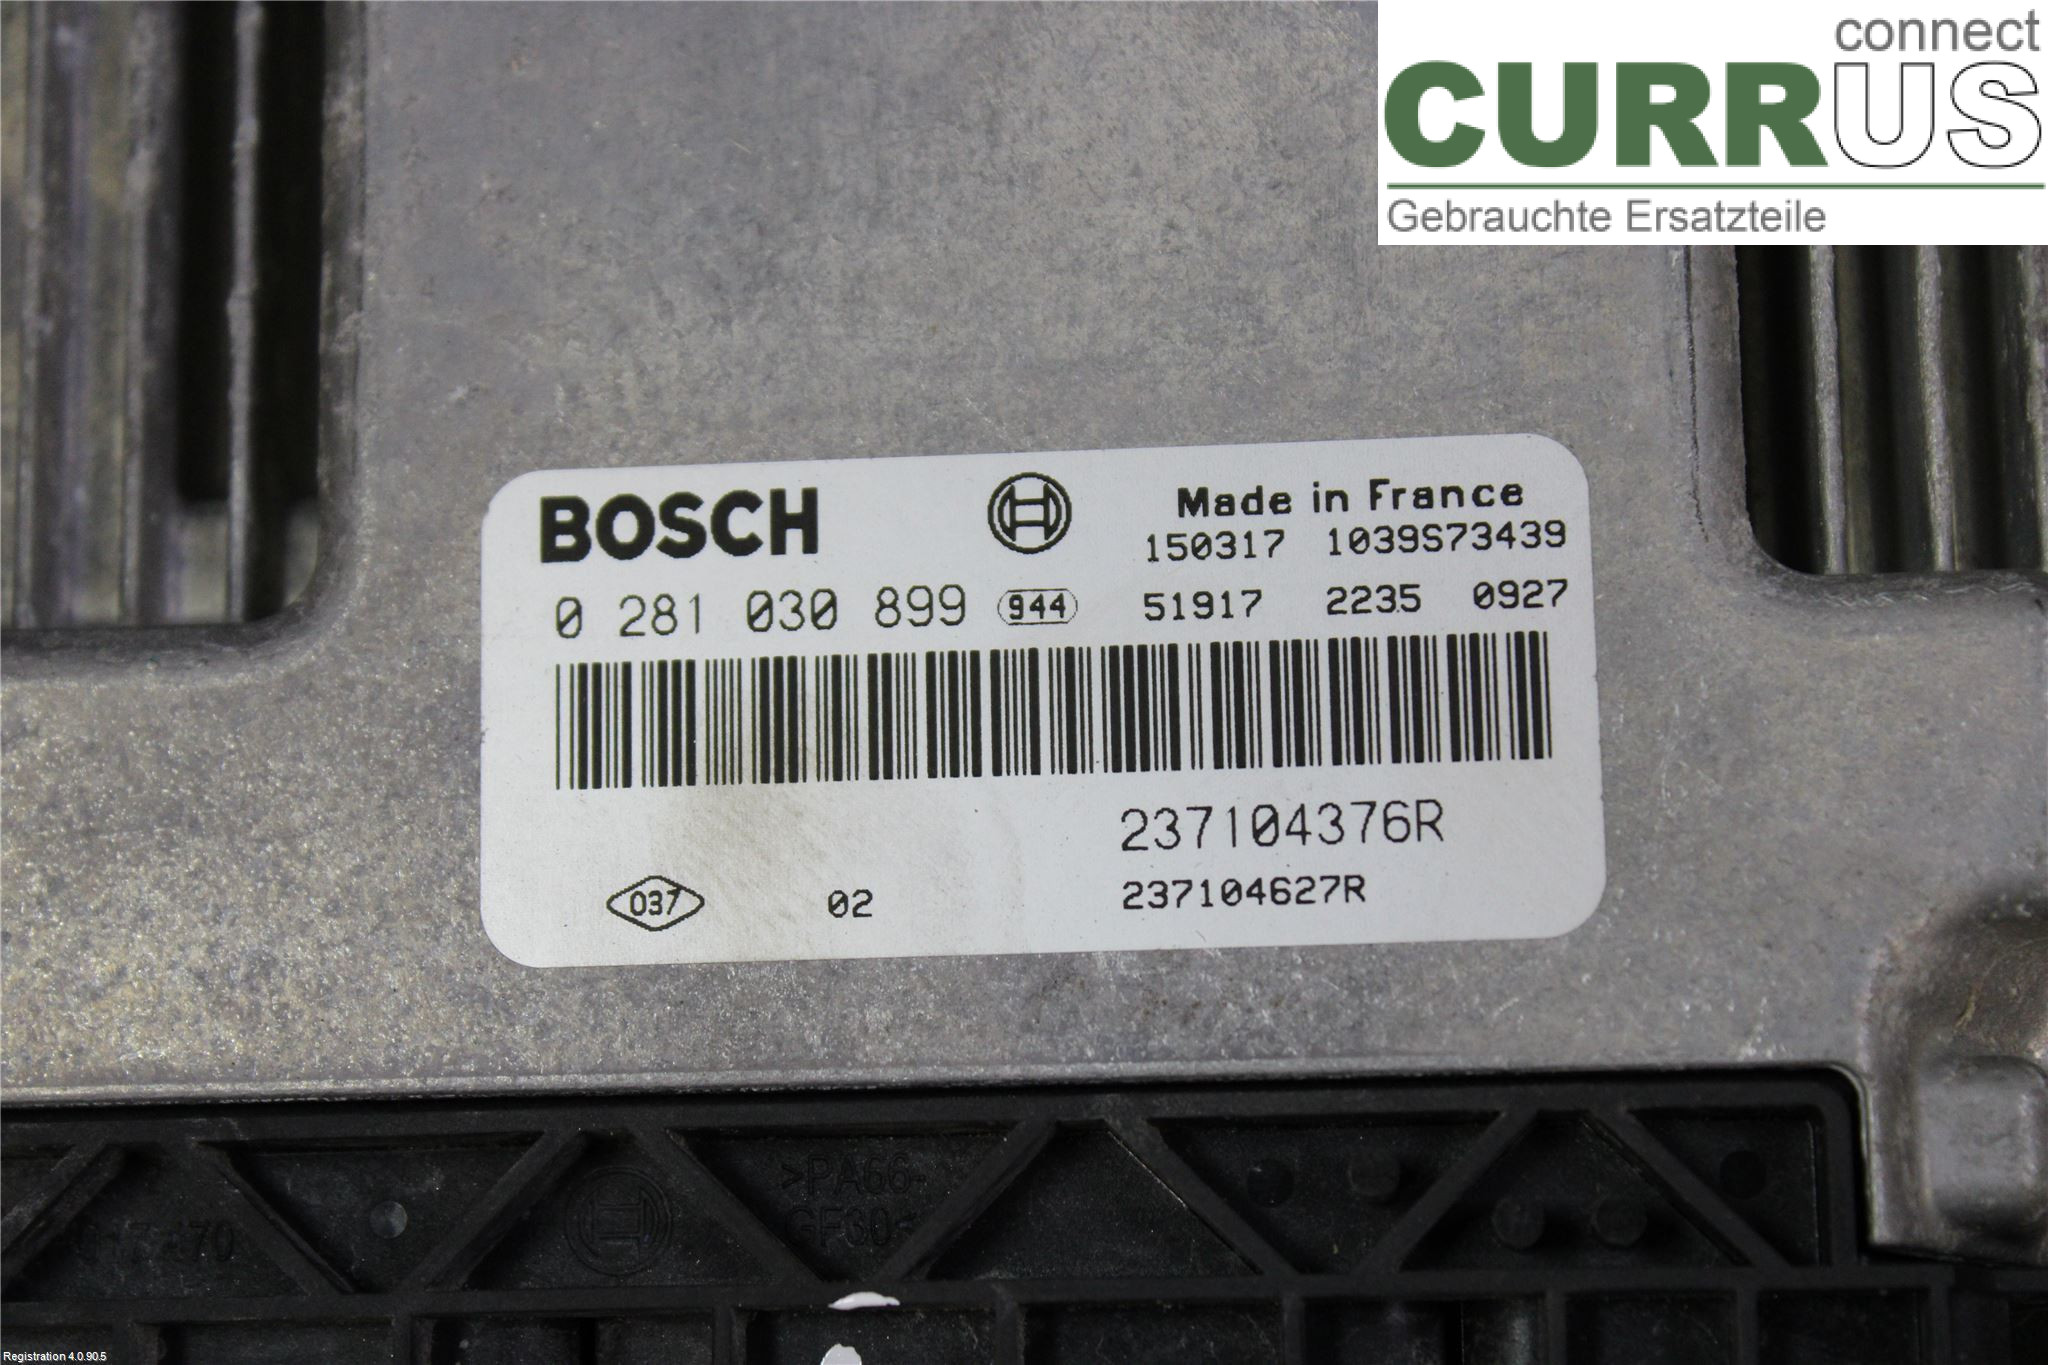 connect
CURRUS
Gebrauchte Ersatzteile
BOSCH
Made in France
150317 1039S73439
0 281 030 899 944 51917 2235 0927
237104376R
037 02 237104627R
>PA66-
GF30<
Registration 4.0.90.5